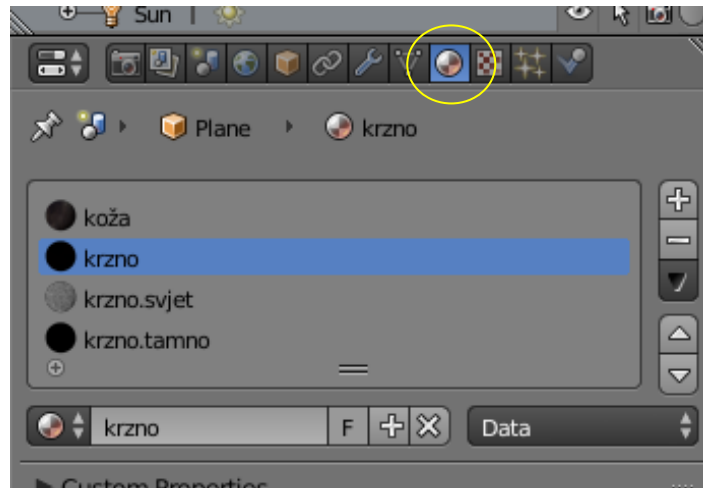 Sun
Plane krzno
koža
krzno
krzno.svjet
krzno.tamno
krzno F Data
Custom Properties